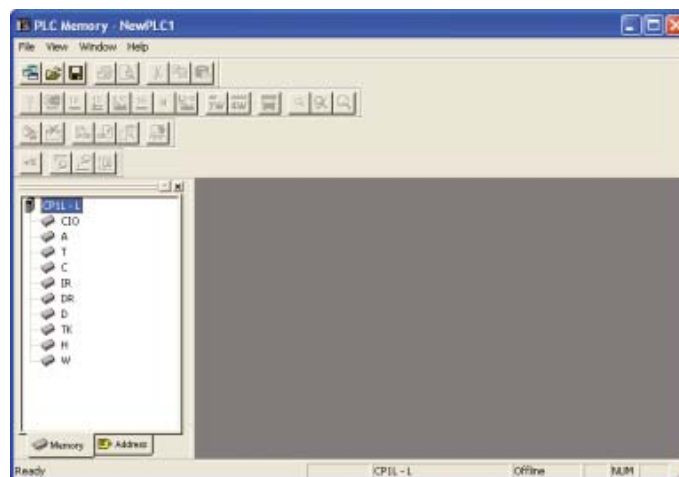 PLC Memory - NewPLC1
File View Window Help
CP1L - L
CIO
A
T
C
IR
DR
D
TK
H
W
Memory Address
Ready CP1L - L Offline NUM